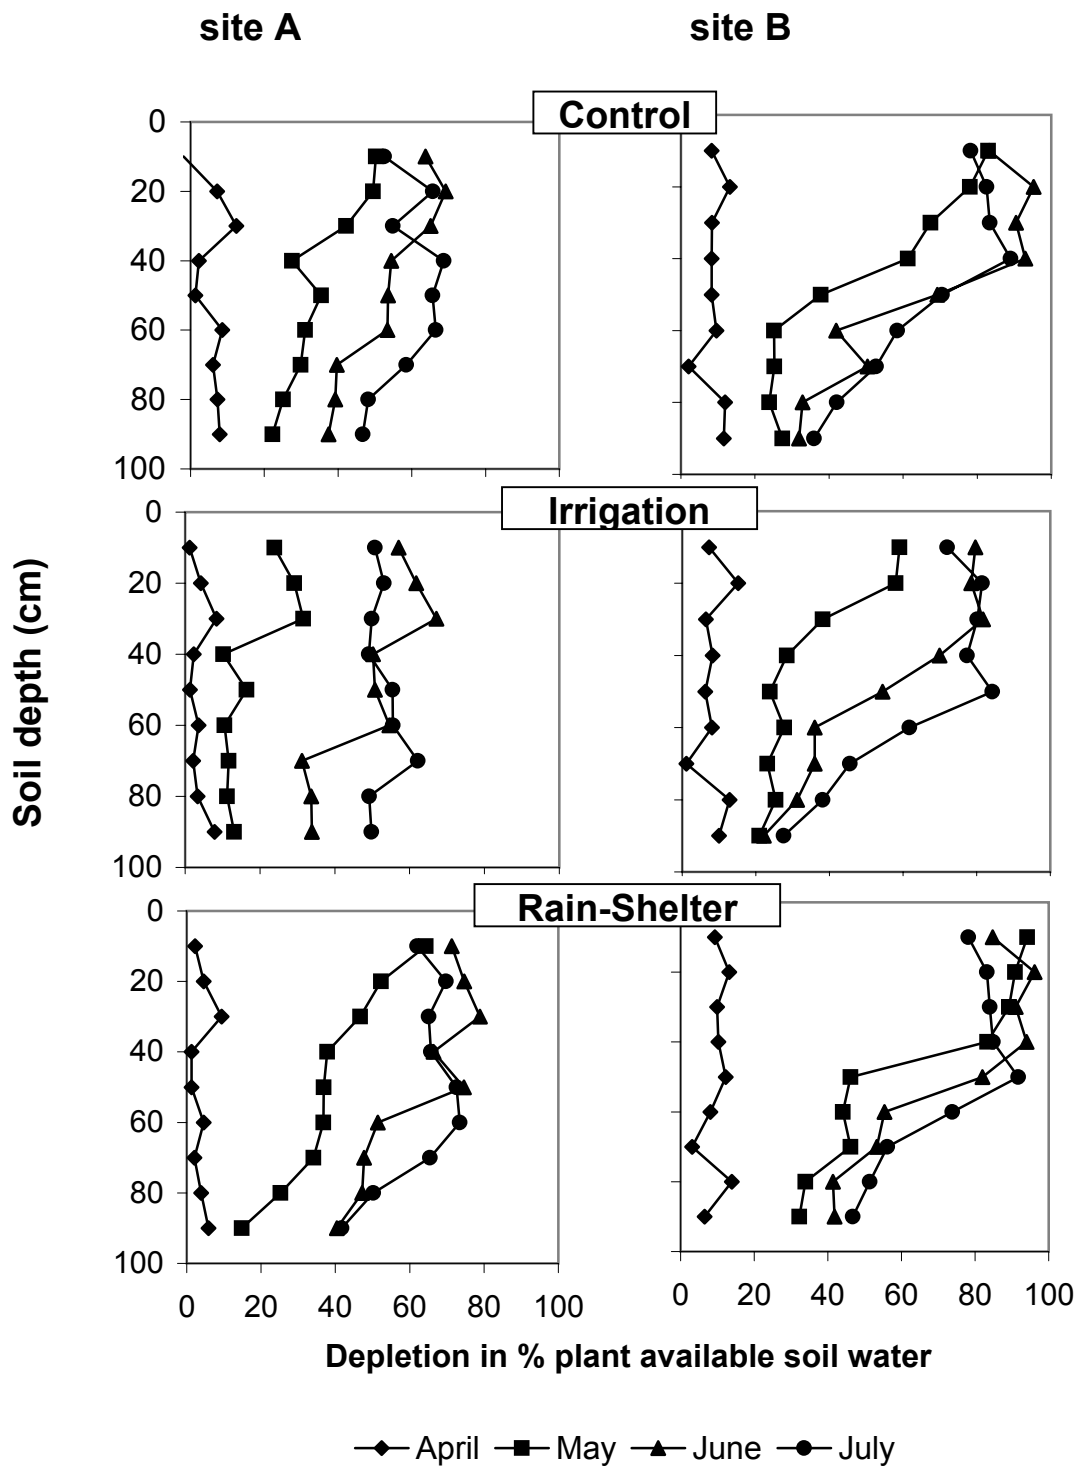 site A site B
Control
0
20
40
60
80
100
Irrigation
0
20
40
60
80
100
Rain-Shelter
0
20
40
60
80
100
Soil depth (cm)
0 20 40 60 80 100 0 20 40 60 80 100
Depletion in % plant available soil water
April May June July